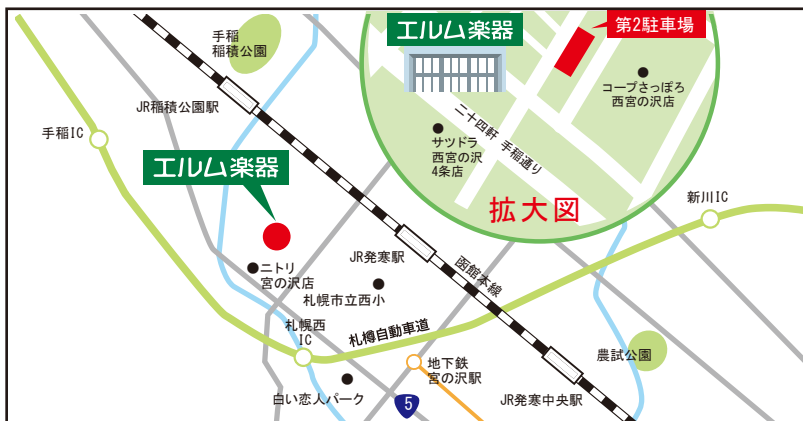 手稲
稲積公園
エルム楽器
第2駐車場
コープさっぽろ
西宮の沢店
JR稲積公園駅
手稲IC
二十四軒 手稲通り
サツドラ
西宮の沢
4条店
エルム楽器
拡大図
新川IC
JR発寒駅
函館本線
ニトリ
宮の沢店
札幌市立西小
札幌西
IC
札樽自動車道
地下鉄
宮の沢駅
農試公園
白い恋人パーク
5
JR発寒中央駅